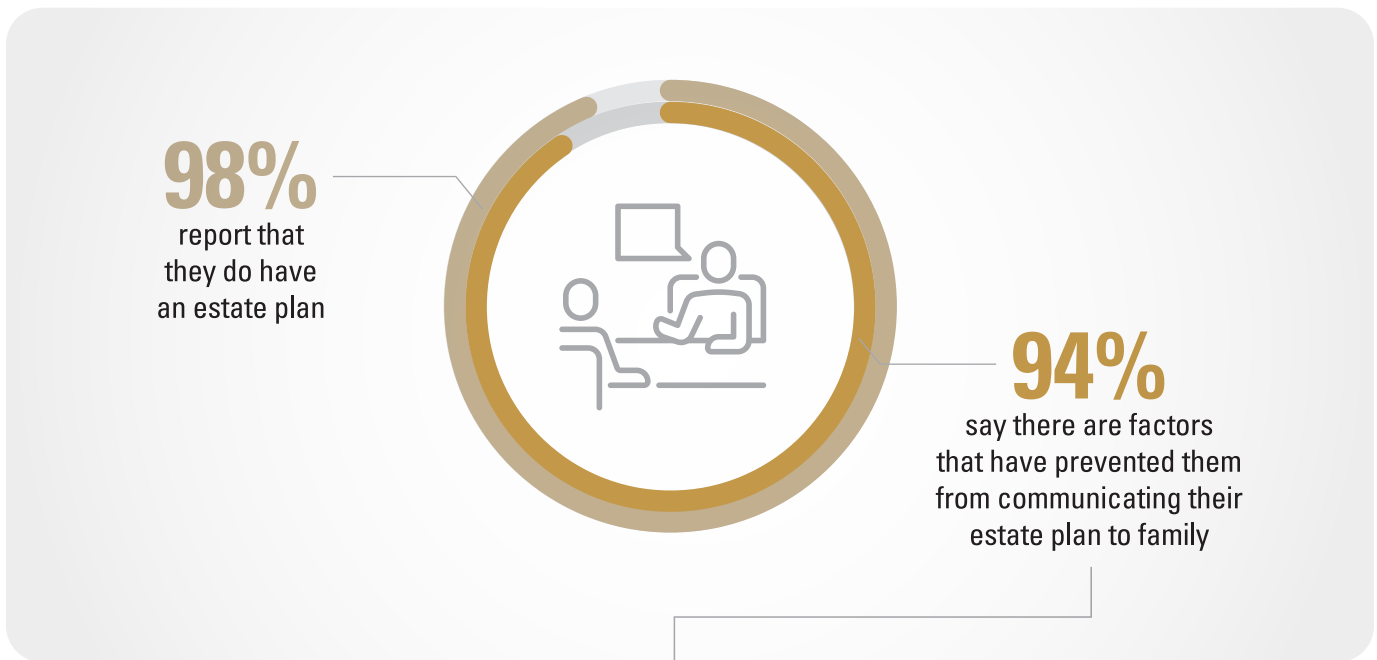 98%
report that
they do have
an estate plan
94%
say there are factors
that have prevented them
from communicating their
estate plan to family